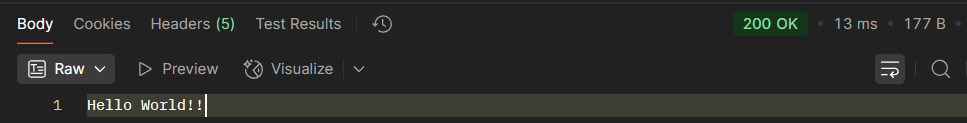 Body Cookies Headers (5) Test Results 200 OK • 13 ms • 177 B •
Raw Preview Visualize
1 Hello World!!